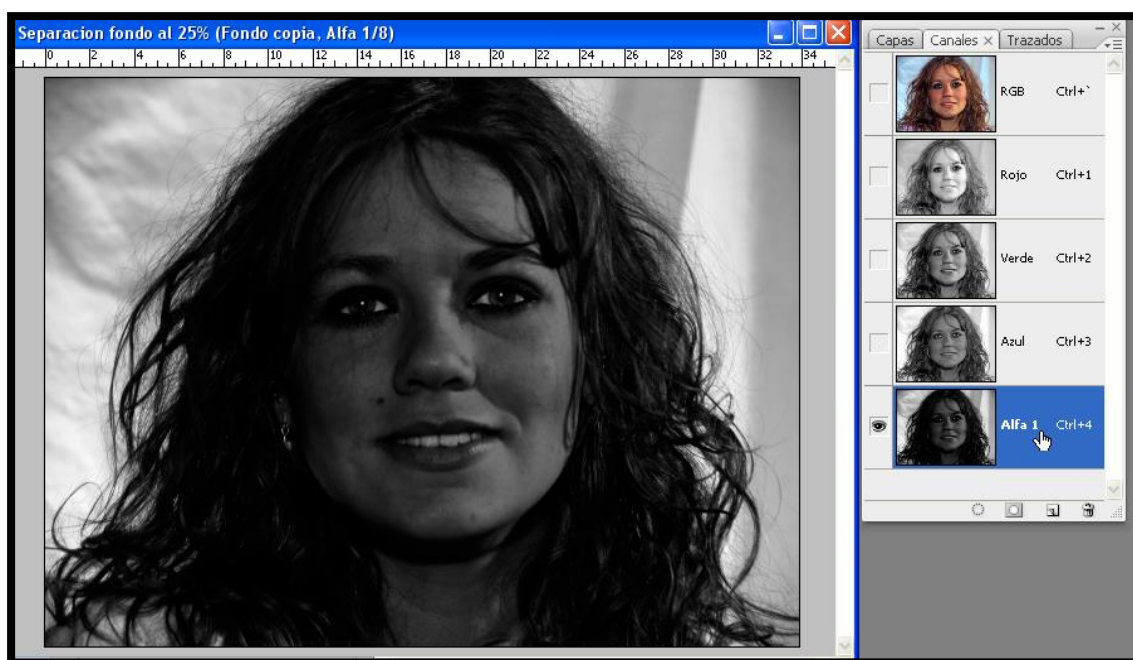 Separacion fondo al 25% (Fondo copia, Alfa 1/8)
0 2 4 6 8 10 12 14 16 18 20 22 24 26 28 30 32 34
Capas Canales × Trazados
RGB Ctrl+`
Rojo Ctrl+1
Verde Ctrl+2
Azul Ctrl+3
Alfa 1 Ctrl+4